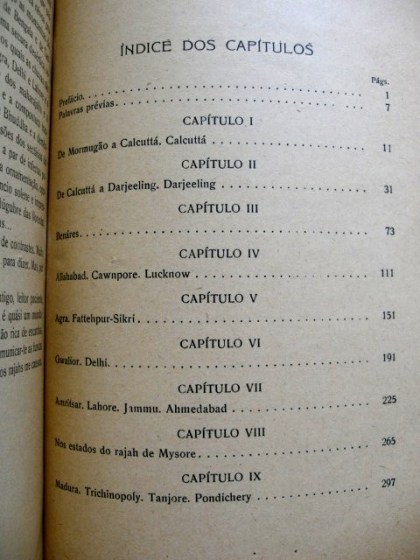 ÍNDICE DOS CAPÍTULOS
Págs.
Prefácio. 1
Palavras prévias. 7
CAPÍTULO I
De Mormugão a Calcuttá. Calcuttá 11
CAPÍTULO II
De Calcuttá a Darjeeling. Darjeeling 31
CAPÍTULO III
Benáres. 73
CAPÍTULO IV
Allahabad. Cawnpore. Lucknow 111
CAPÍTULO V
Agra. Fattehpur-Sikri 151
CAPÍTULO VI
Gwalior. Delhi. 191
CAPÍTULO VII
Amritsar. Lahore. Jammu. Ahmedabad 225
CAPÍTULO VIII
Nos estados do rajah de Mysore 265
CAPÍTULO IX
Madura. Trichinopoly. Tanjore. Pondichery 297